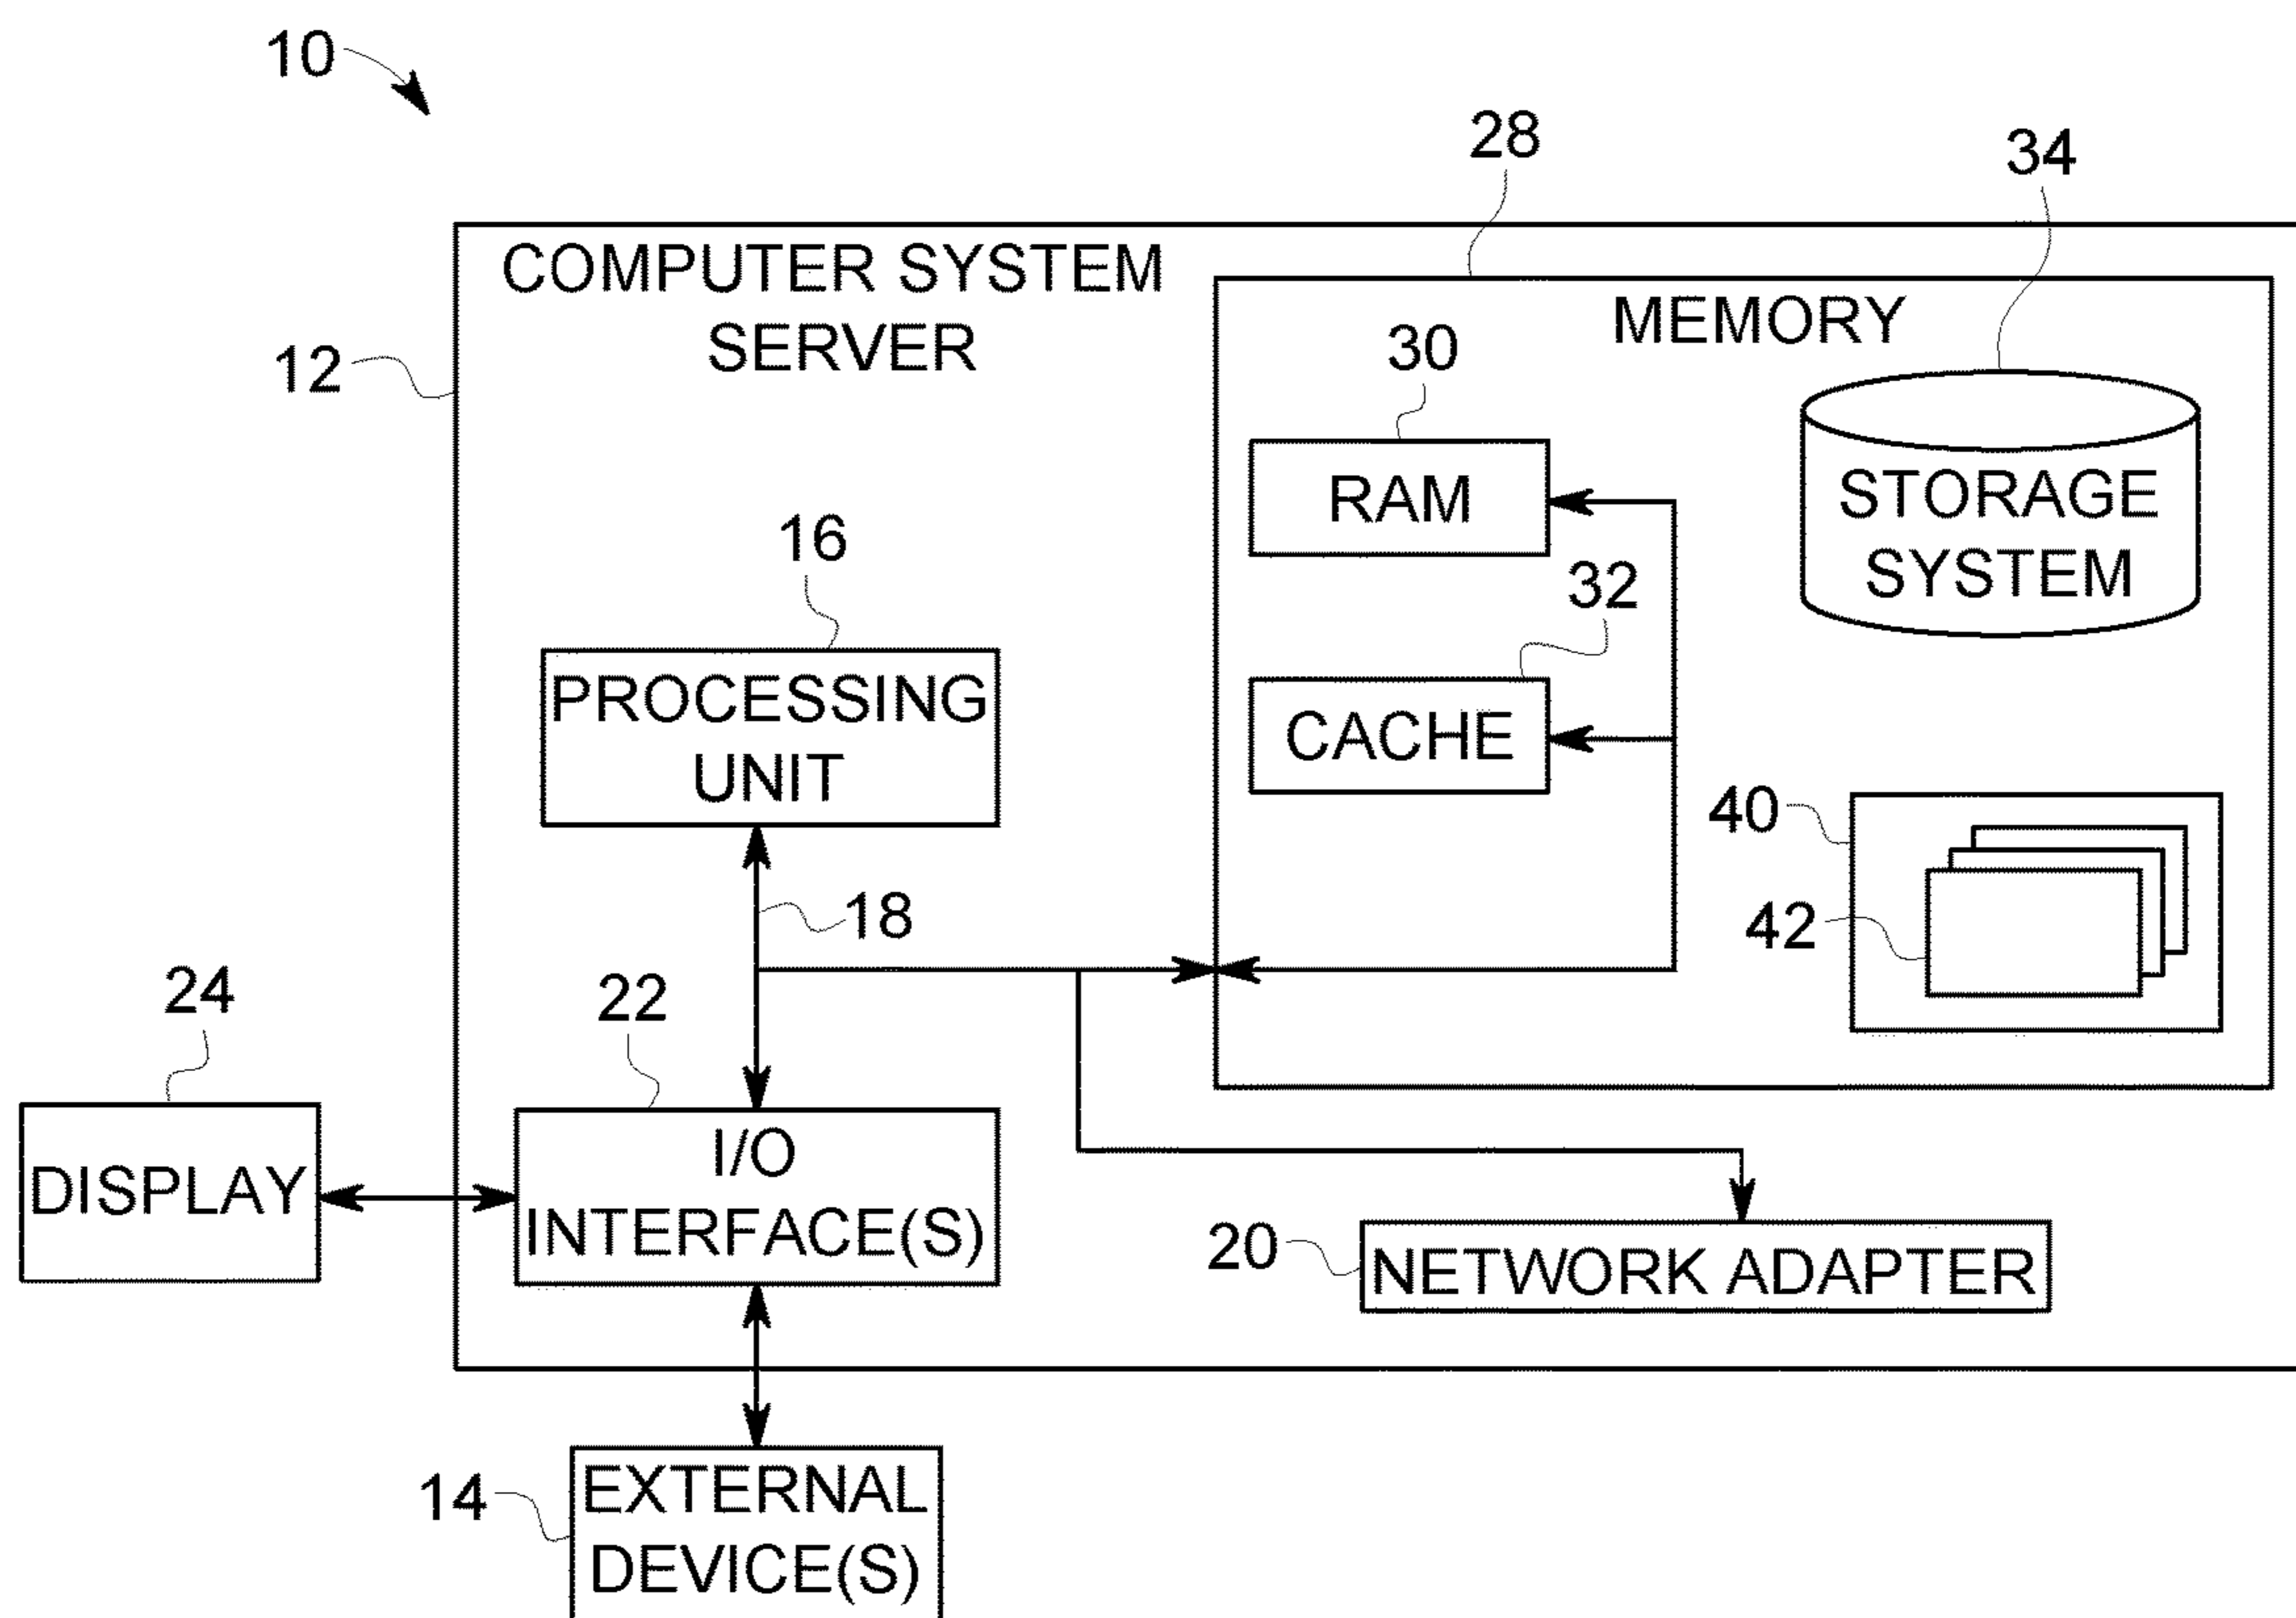 10
28
34
COMPUTER SYSTEM
SERVER
12
MEMORY
30
RAM
STORAGE
SYSTEM
16
32
PROCESSING
UNIT
CACHE
40
18
42
24
22
DISPLAY
I/O
INTERFACE(S)
20
NETWORK ADAPTER
14
EXTERNAL
DEVICE(S)